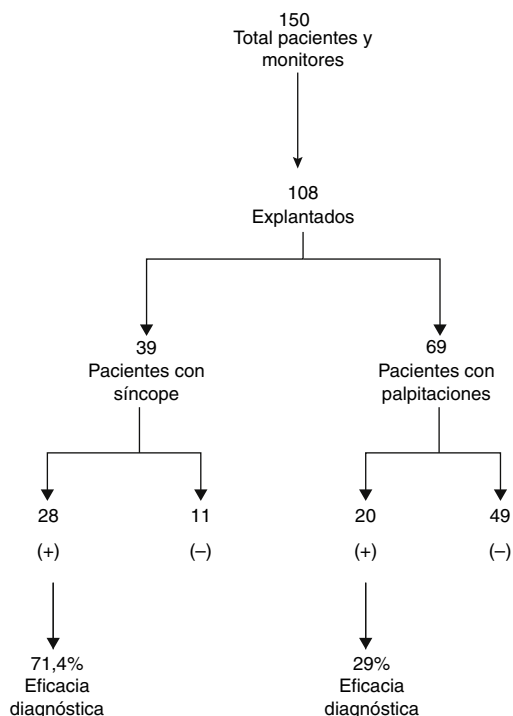 150
Total pacientes y
monitores
108
Explantados
39
Pacientes con
síncope
69
Pacientes con
palpitaciones
28
11
20
49
(+)
(–)
(+)
(–)
71,4%
Eficacia
diagnóstica
29%
Eficacia
diagnóstica